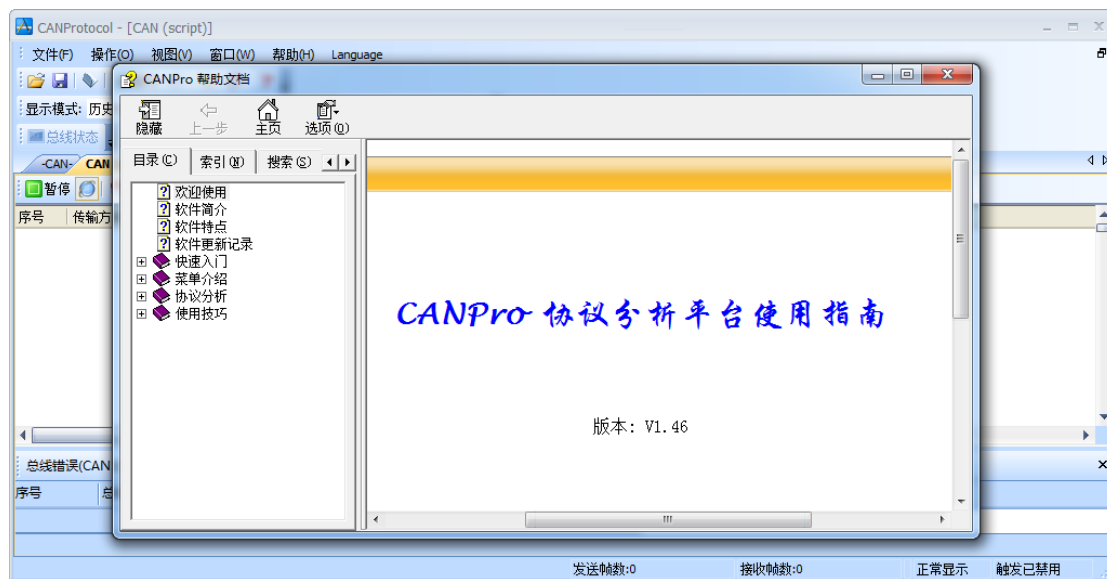 CANProtocol - [CAN (script)]
文件(F) 操作(O) 视图(V) 窗口(W) 帮助(H) Language
CANPro 帮助文档
显示模式: 历史
隐藏 上一步 主页 选项(O)
总线状态
-CAN- CAN
目录(C) 索引(N) 搜索(S)
暂停
序号 传输方
欢迎使用
软件简介
软件特点
软件更新记录
快速入门
菜单介绍
协议分析
使用技巧
CANPro 协议分析平台使用指南
版本: V1.46
总线错误(CAN
序号
发送帧数:0 接收帧数:0 正常显示 触发已禁用